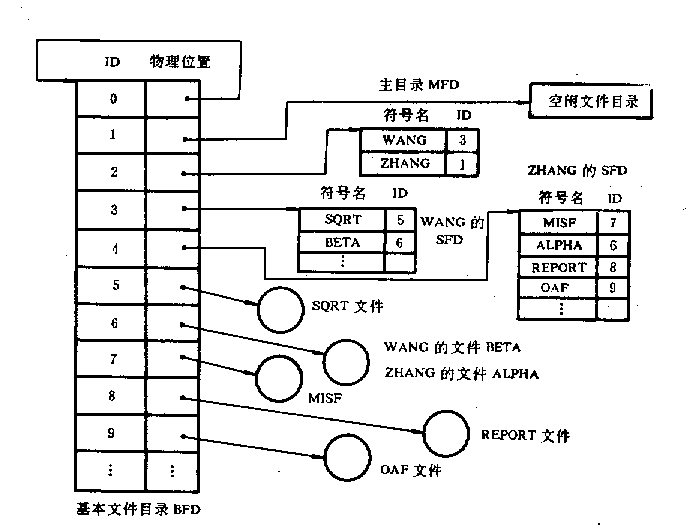 ID 物理位置
0
1
2
3
4
5
6
7
8
9
⋮ ⋮
基本文件目录 BFD
主目录 MFD
空闲文件目录
符号名 ID
WANG 3
ZHANG 1
符号名 ID
SQRT 5
BETA 6
⋮
WANG 的
SFD
ZHANG 的 SFD
符号名 ID
MISF 7
ALPHA 6
REPORT 8
OAF 9
⋮
SQRT 文件
WANG 的文件 BETA
ZHANG 的文件 ALPHA
MISF
REPORT 文件
OAF 文件